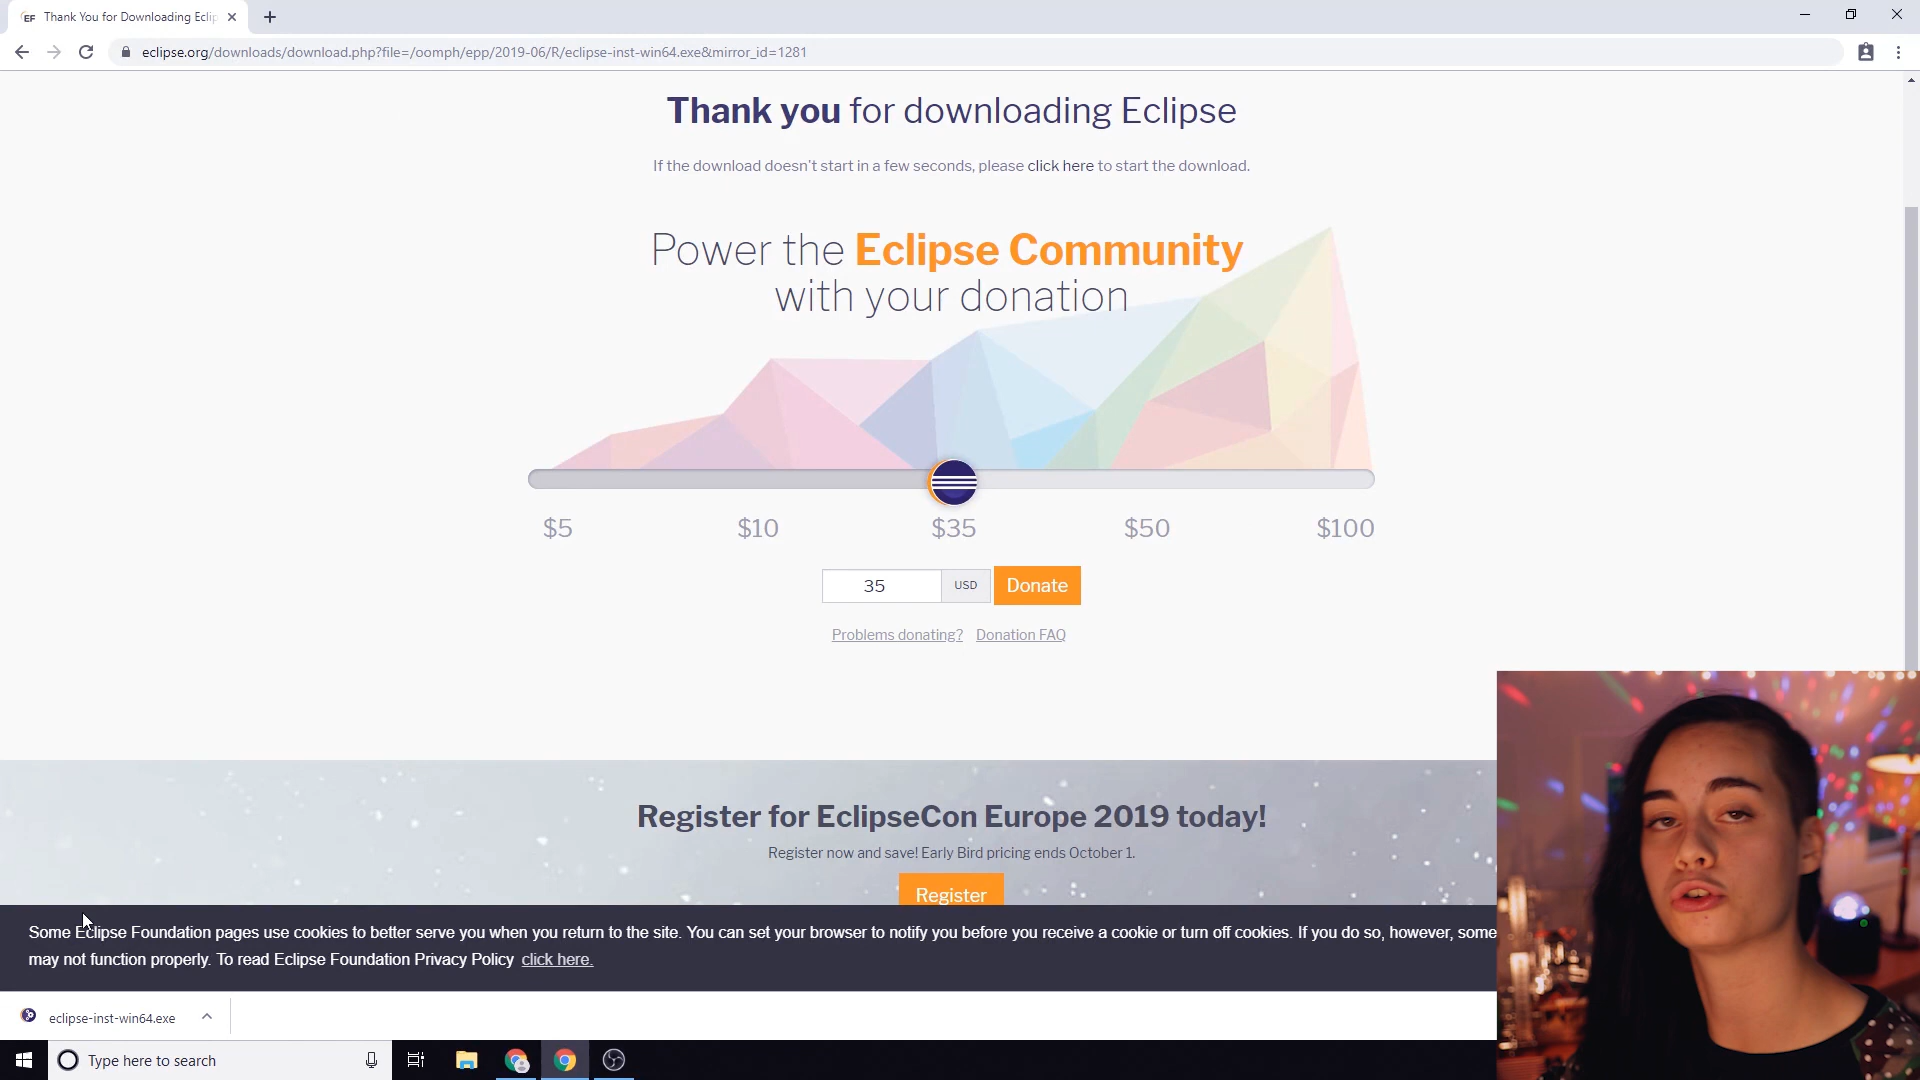 EF Thank You for Downloading Eclip
eclipse.org/downloads/download.php?file=/oomph/epp/2019-06/R/eclipse-inst-win64.exe&mirror_id=1281
Thank you for downloading Eclipse
If the download doesn't start in a few seconds, please click here to start the download.
Power the Eclipse Community
with your donation
$5 $10 $35 $50 $100
35 USD Donate
Problems donating? Donation FAQ
Register for EclipseCon Europe 2019 today!
Register now and save! Early Bird pricing ends October 1.
Register
Some Eclipse Foundation pages use cookies to better serve you when you return to the site. You can set your browser to notify you before you receive a cookie or turn off cookies. If you do so, however, some
may not function properly. To read Eclipse Foundation Privacy Policy click here.
eclipse-inst-win64.exe
Type here to search